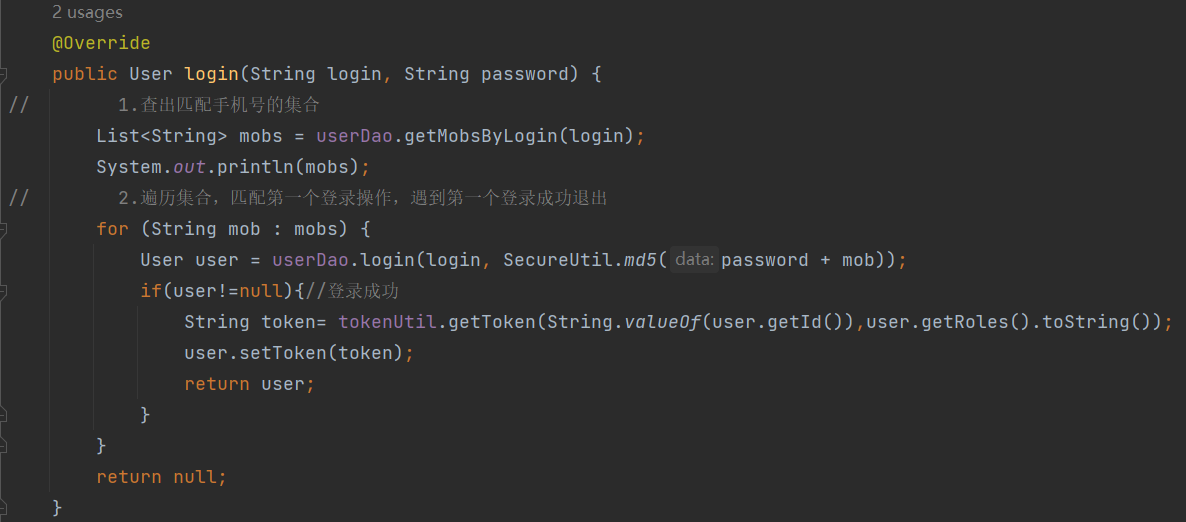 2 usages
@Override
public User login(String login, String password) {
//        1.查出匹配手机号的集合
    List<String> mobs = userDao.getMobsByLogin(login);
    System.out.println(mobs);
//        2.遍历集合，匹配第一个登录操作，遇到第一个登录成功退出
    for (String mob : mobs) {
        User user = userDao.login(login, SecureUtil.md5( data: password + mob));
        if(user!=null){//登录成功
            String token= tokenUtil.getToken(String.valueOf(user.getId()),user.getRoles().toString());
            user.setToken(token);
            return user;
        }
    }
    return null;
}